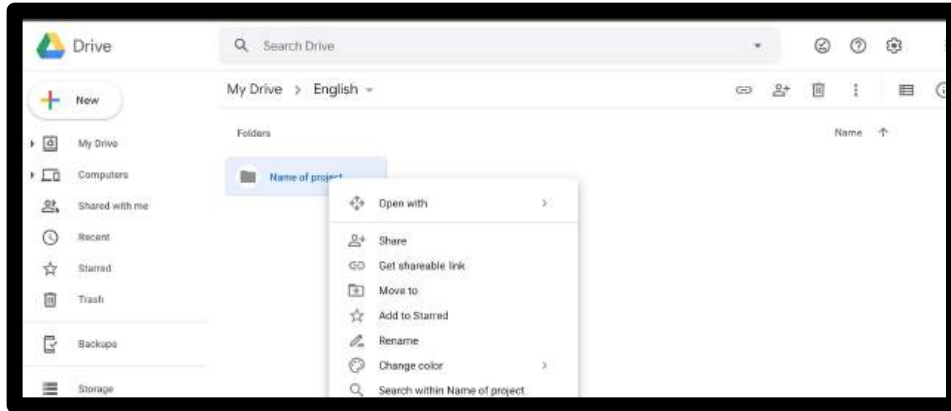 Drive
Search Drive
New
My Drive > English
Folders
Name ↑
My Drive
Computers
Shared with me
Recent
Starred
Trash
Backups
Storage
Name of project
Open with
Share
Get shareable link
Move to
Add to Starred
Rename
Change color
Search within Name of project